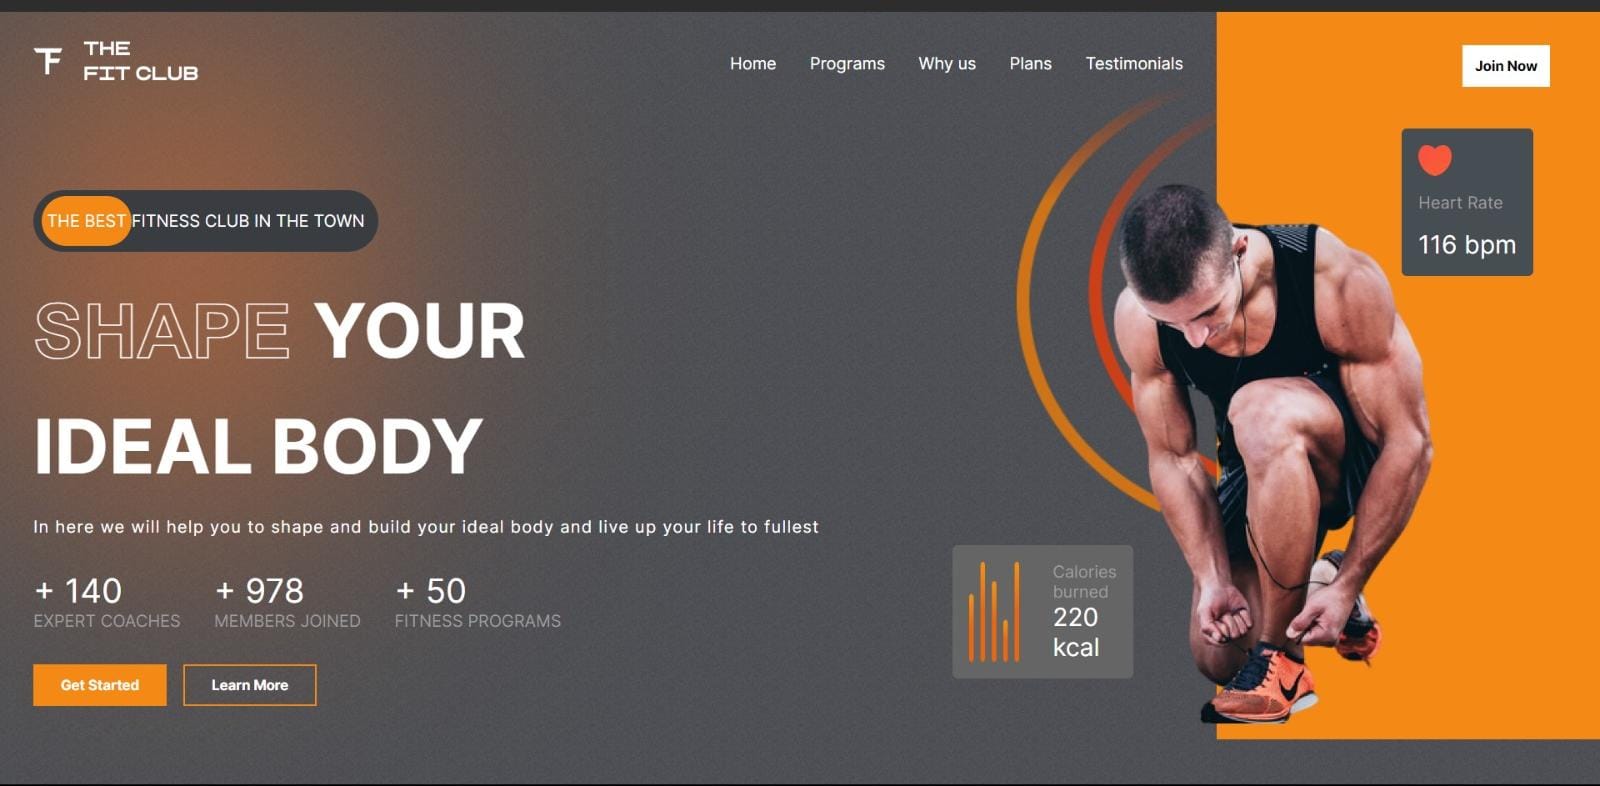 THE
FIT CLUB
Home Programs Why us Plans Testimonials
Join Now
THE BEST FITNESS CLUB IN THE TOWN
SHAPE YOUR
IDEAL BODY
In here we will help you to shape and build your ideal body and live up your life to fullest
+ 140
EXPERT COACHES
+ 978
MEMBERS JOINED
+ 50
FITNESS PROGRAMS
Get Started
Learn More
Heart Rate
116 bpm
Calories
burned
220
kcal